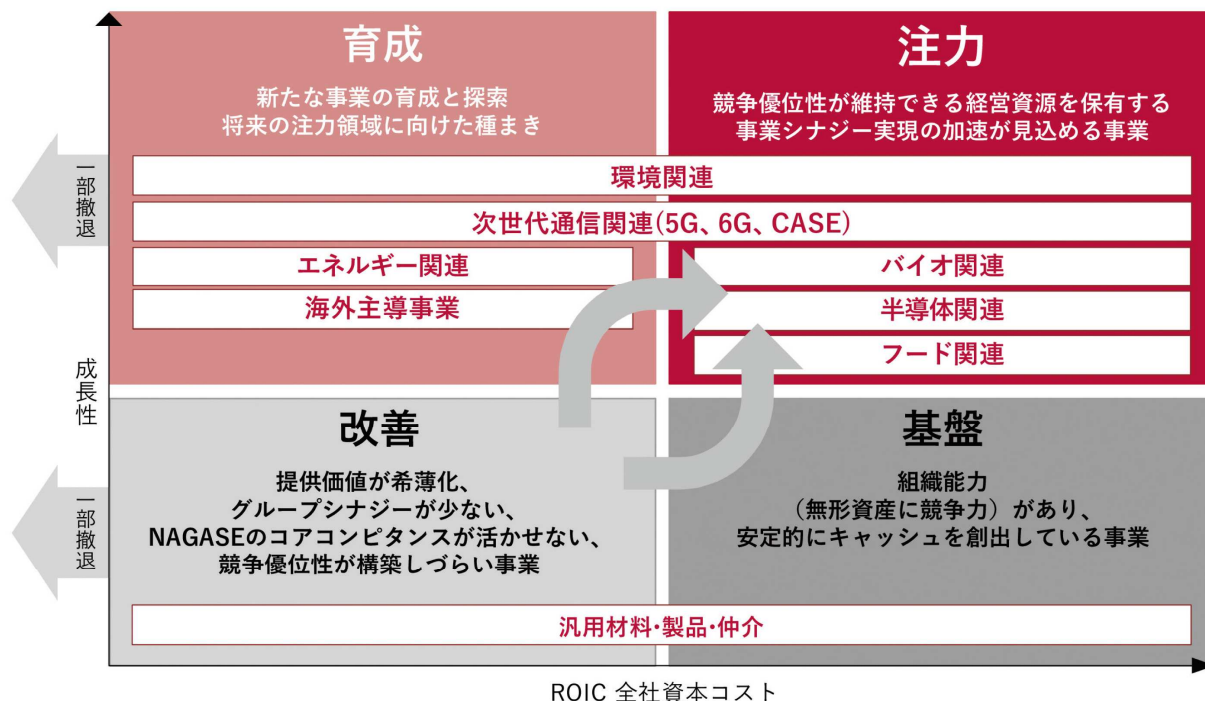 育成
新たな事業の育成と探索
将来の注力領域に向けた種まき
注力
競争優位性が維持できる経営資源を保有する
事業シナジー実現の加速が見込める事業
一部撤退
環境関連
次世代通信関連(5G、6G、CASE)
エネルギー関連
海外主導事業
バイオ関連
半導体関連
フード関連
成長性
改善
提供価値が希薄化、
グループシナジーが少ない、
NAGASEのコアコンピタンスが活かせない、
競争優位性が構築しづらい事業
基盤
組織能力
（無形資産に競争力）があり、
安定的にキャッシュを創出している事業
一部撤退
汎用材料・製品・仲介
ROIC 全社資本コスト